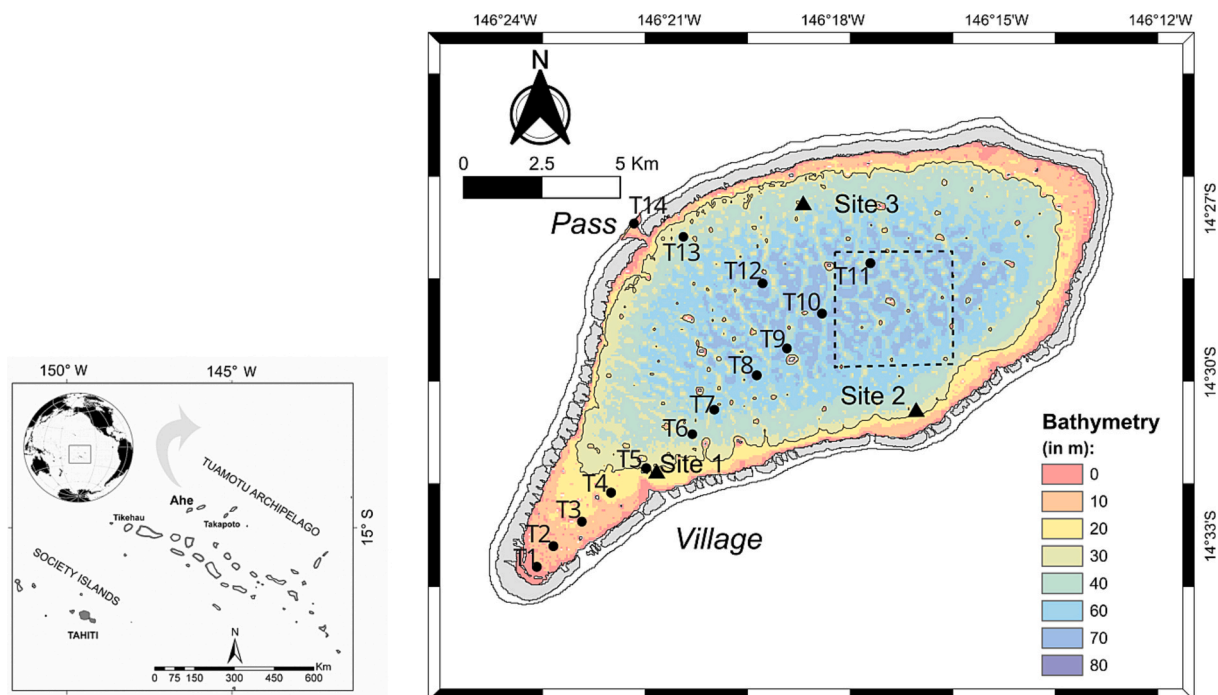 146°24'W
146°21'W
146°18'W
146°15'W
146°12'W
N
0 2.5 5 Km
T14
Pass
T13
Site 3
14°27'S
T12
T11
T10
T9
T8
14°30'S
Site 2
T7
T6
T5
Site 1
T4
T3
T2
T1
Village
14°33'S
Bathymetry
(in m):
0
10
20
30
40
60
70
80
150° W
145° W
TUAMOTU ARCHIPELAGO
Ahe
Tikehau
Takapoto
15° S
SOCIETY ISLANDS
TAHITI
N
Km
0 75 150 300 450 600